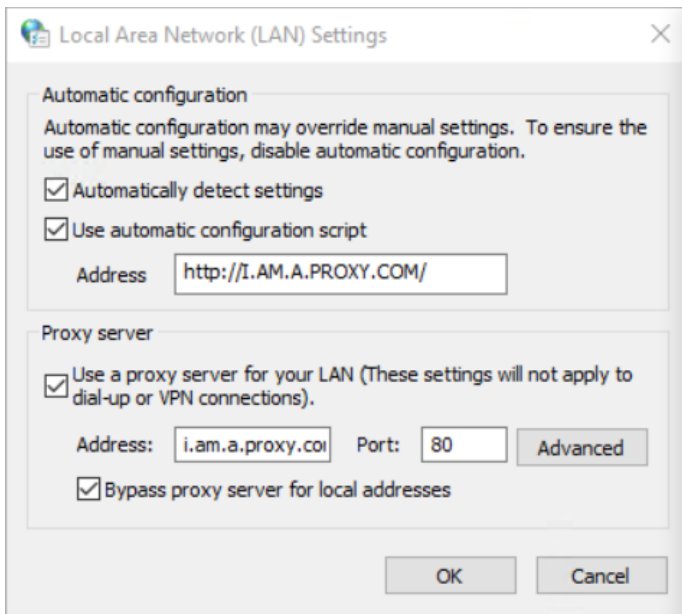 Local Area Network (LAN) Settings
Automatic configuration
Automatic configuration may override manual settings. To ensure the
use of manual settings, disable automatic configuration.
Automatically detect settings
Use automatic configuration script
Address http://I.AM.A.PROXY.COM/
Proxy server
Use a proxy server for your LAN (These settings will not apply to
dial-up or VPN connections).
Address: i.am.a.proxy.co Port: 80 Advanced
Bypass proxy server for local addresses
OK Cancel